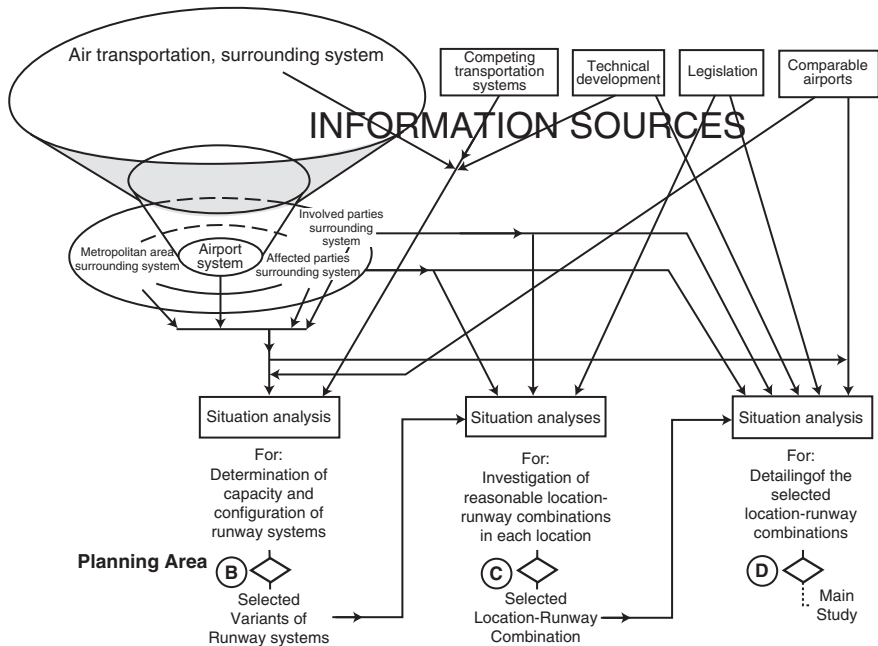 Air transportation, surrounding system
Competing
transportation
systems
Technical
development
Legislation
Comparable
airports
INFORMATION SOURCES
Involved parties
surrounding
system
Metropolitan area
surrounding system
Airport
system
Affected parties
surrounding system
Situation analysis
Situation analyses
Situation analysis
For:
Determination of
capacity and
configuration of
runway systems
For:
Investigation of
reasonable location-
runway combinations
in each location
For:
Detailingof the
selected
location-runway
combinations
Planning Area
B
C
D
Selected
Variants of
Runway systems
Selected
Location-Runway
Combination
Main
Study